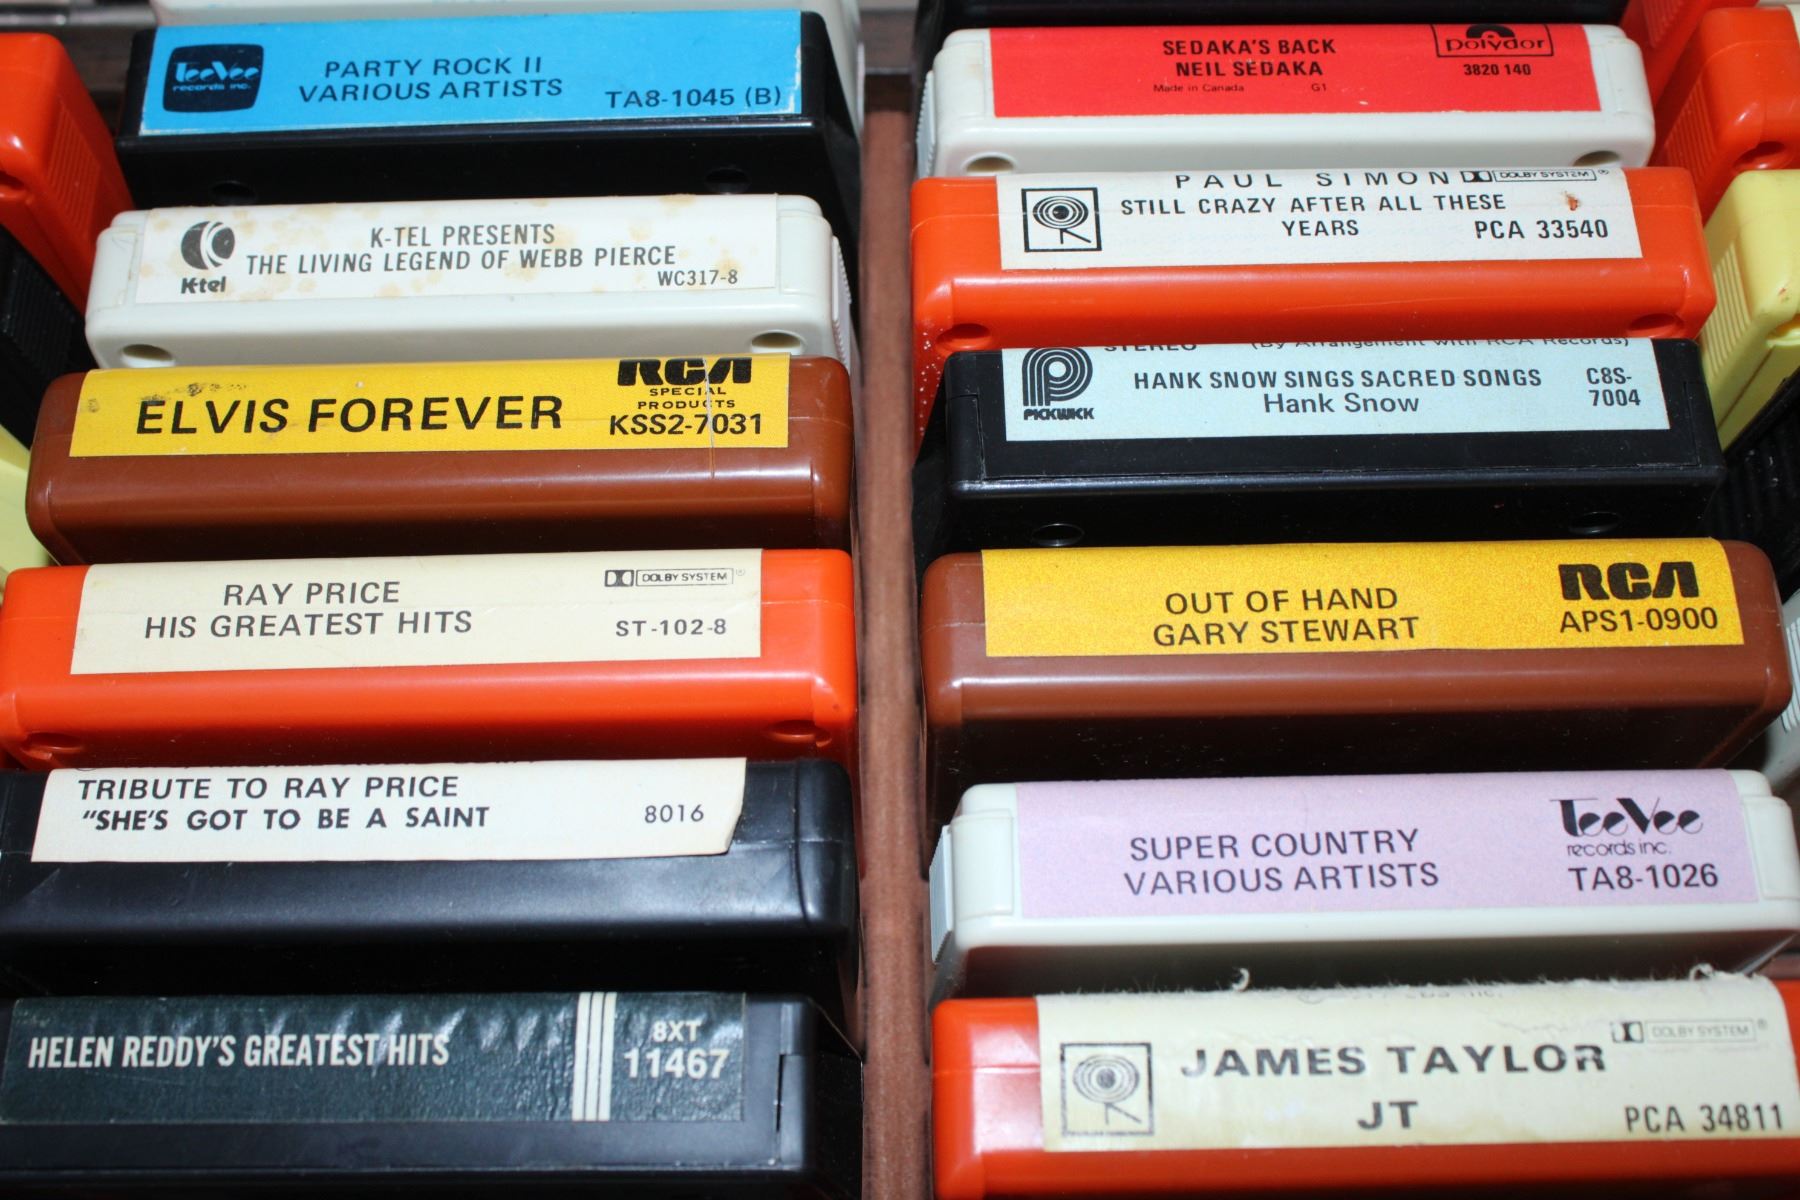 TeeVee
records inc.
PARTY ROCK II
VARIOUS ARTISTS
TA8-1045 (B)
K-tel
K-TEL PRESENTS
THE LIVING LEGEND OF WEBB PIERCE
WC317-8
ELVIS FOREVER
RCA
SPECIAL
PRODUCTS
KSS2-7031
RAY PRICE
HIS GREATEST HITS
DOLBY SYSTEM®
ST-102-8
TRIBUTE TO RAY PRICE
"SHE'S GOT TO BE A SAINT
8016
HELEN REDDY'S GREATEST HITS
8XT
11467
SEDAKA'S BACK
NEIL SEDAKA
Made in Canada G1
polydor
3820 140
PAUL SIMON
DOLBY SYSTEM®
STILL CRAZY AFTER ALL THESE
YEARS
PCA 33540
STEREO (By Arrangement with RCA Records)
PICKWICK
HANK SNOW SINGS SACRED SONGS
Hank Snow
C8S-
7004
OUT OF HAND
GARY STEWART
RCA
APS1-0900
SUPER COUNTRY
VARIOUS ARTISTS
TeeVee
records inc.
TA8-1026
DOLBY SYSTEM®
JAMES TAYLOR
JT
PCA 34811